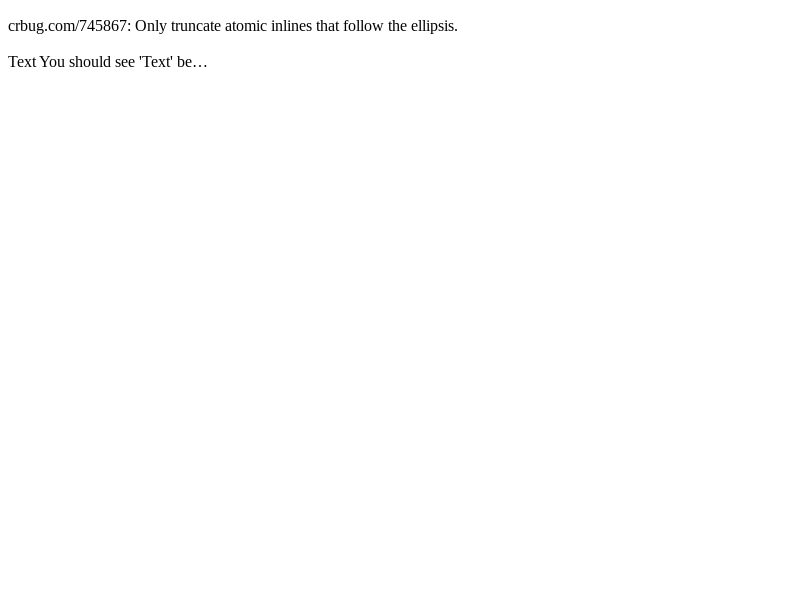 crbug.com/745867: Only truncate atomic inlines that follow the ellipsis.
Text You should see 'Text' be…